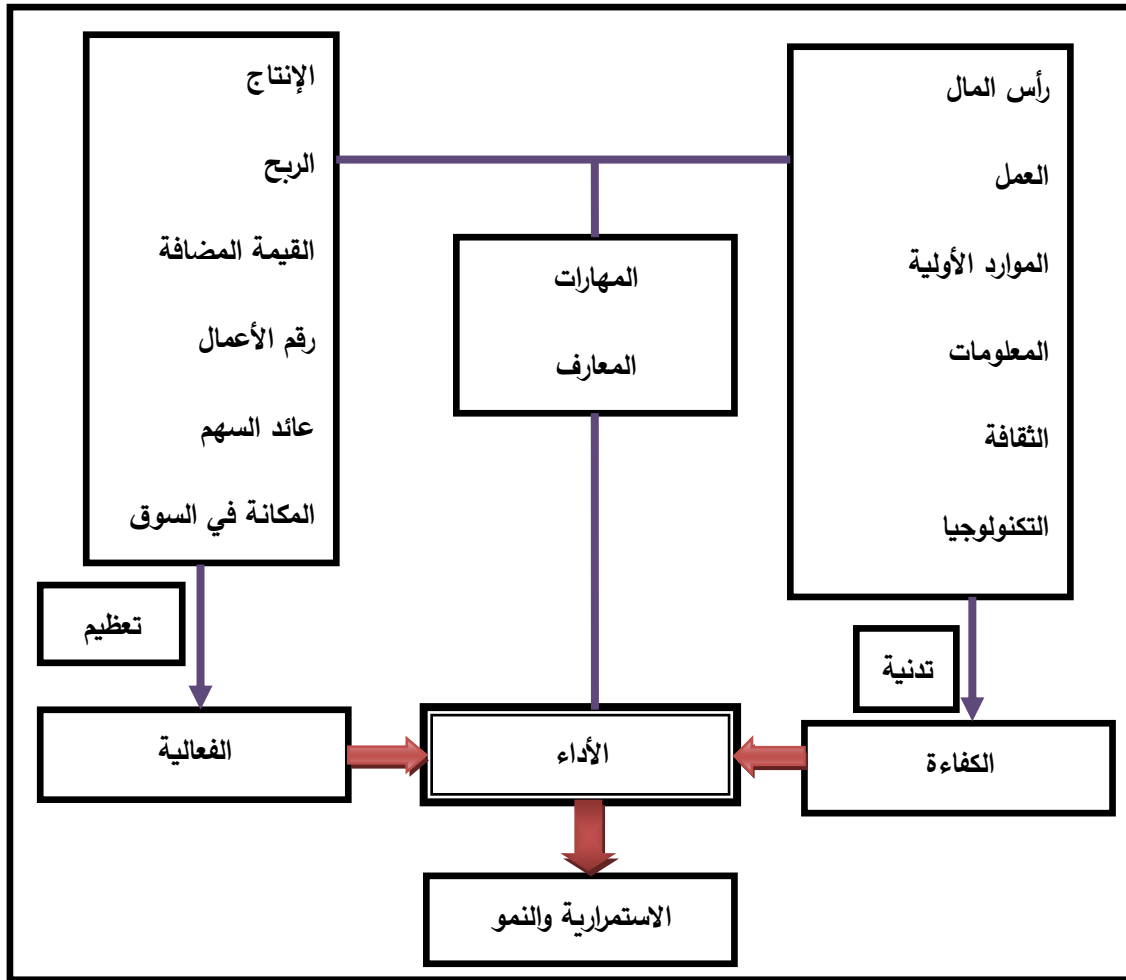 رأس المال
العمل
الموارد الأولية
المعلومات
الثقافة
التكنولوجيا
المهارات
المعارف
الإنتاج
الربح
القيمة المضافة
رقم الأعمال
عائد السهم
المكانة في السوق
تدنية
تعظيم
الكفاءة
الأداء
الفعالية
الاستمرارية والنمو